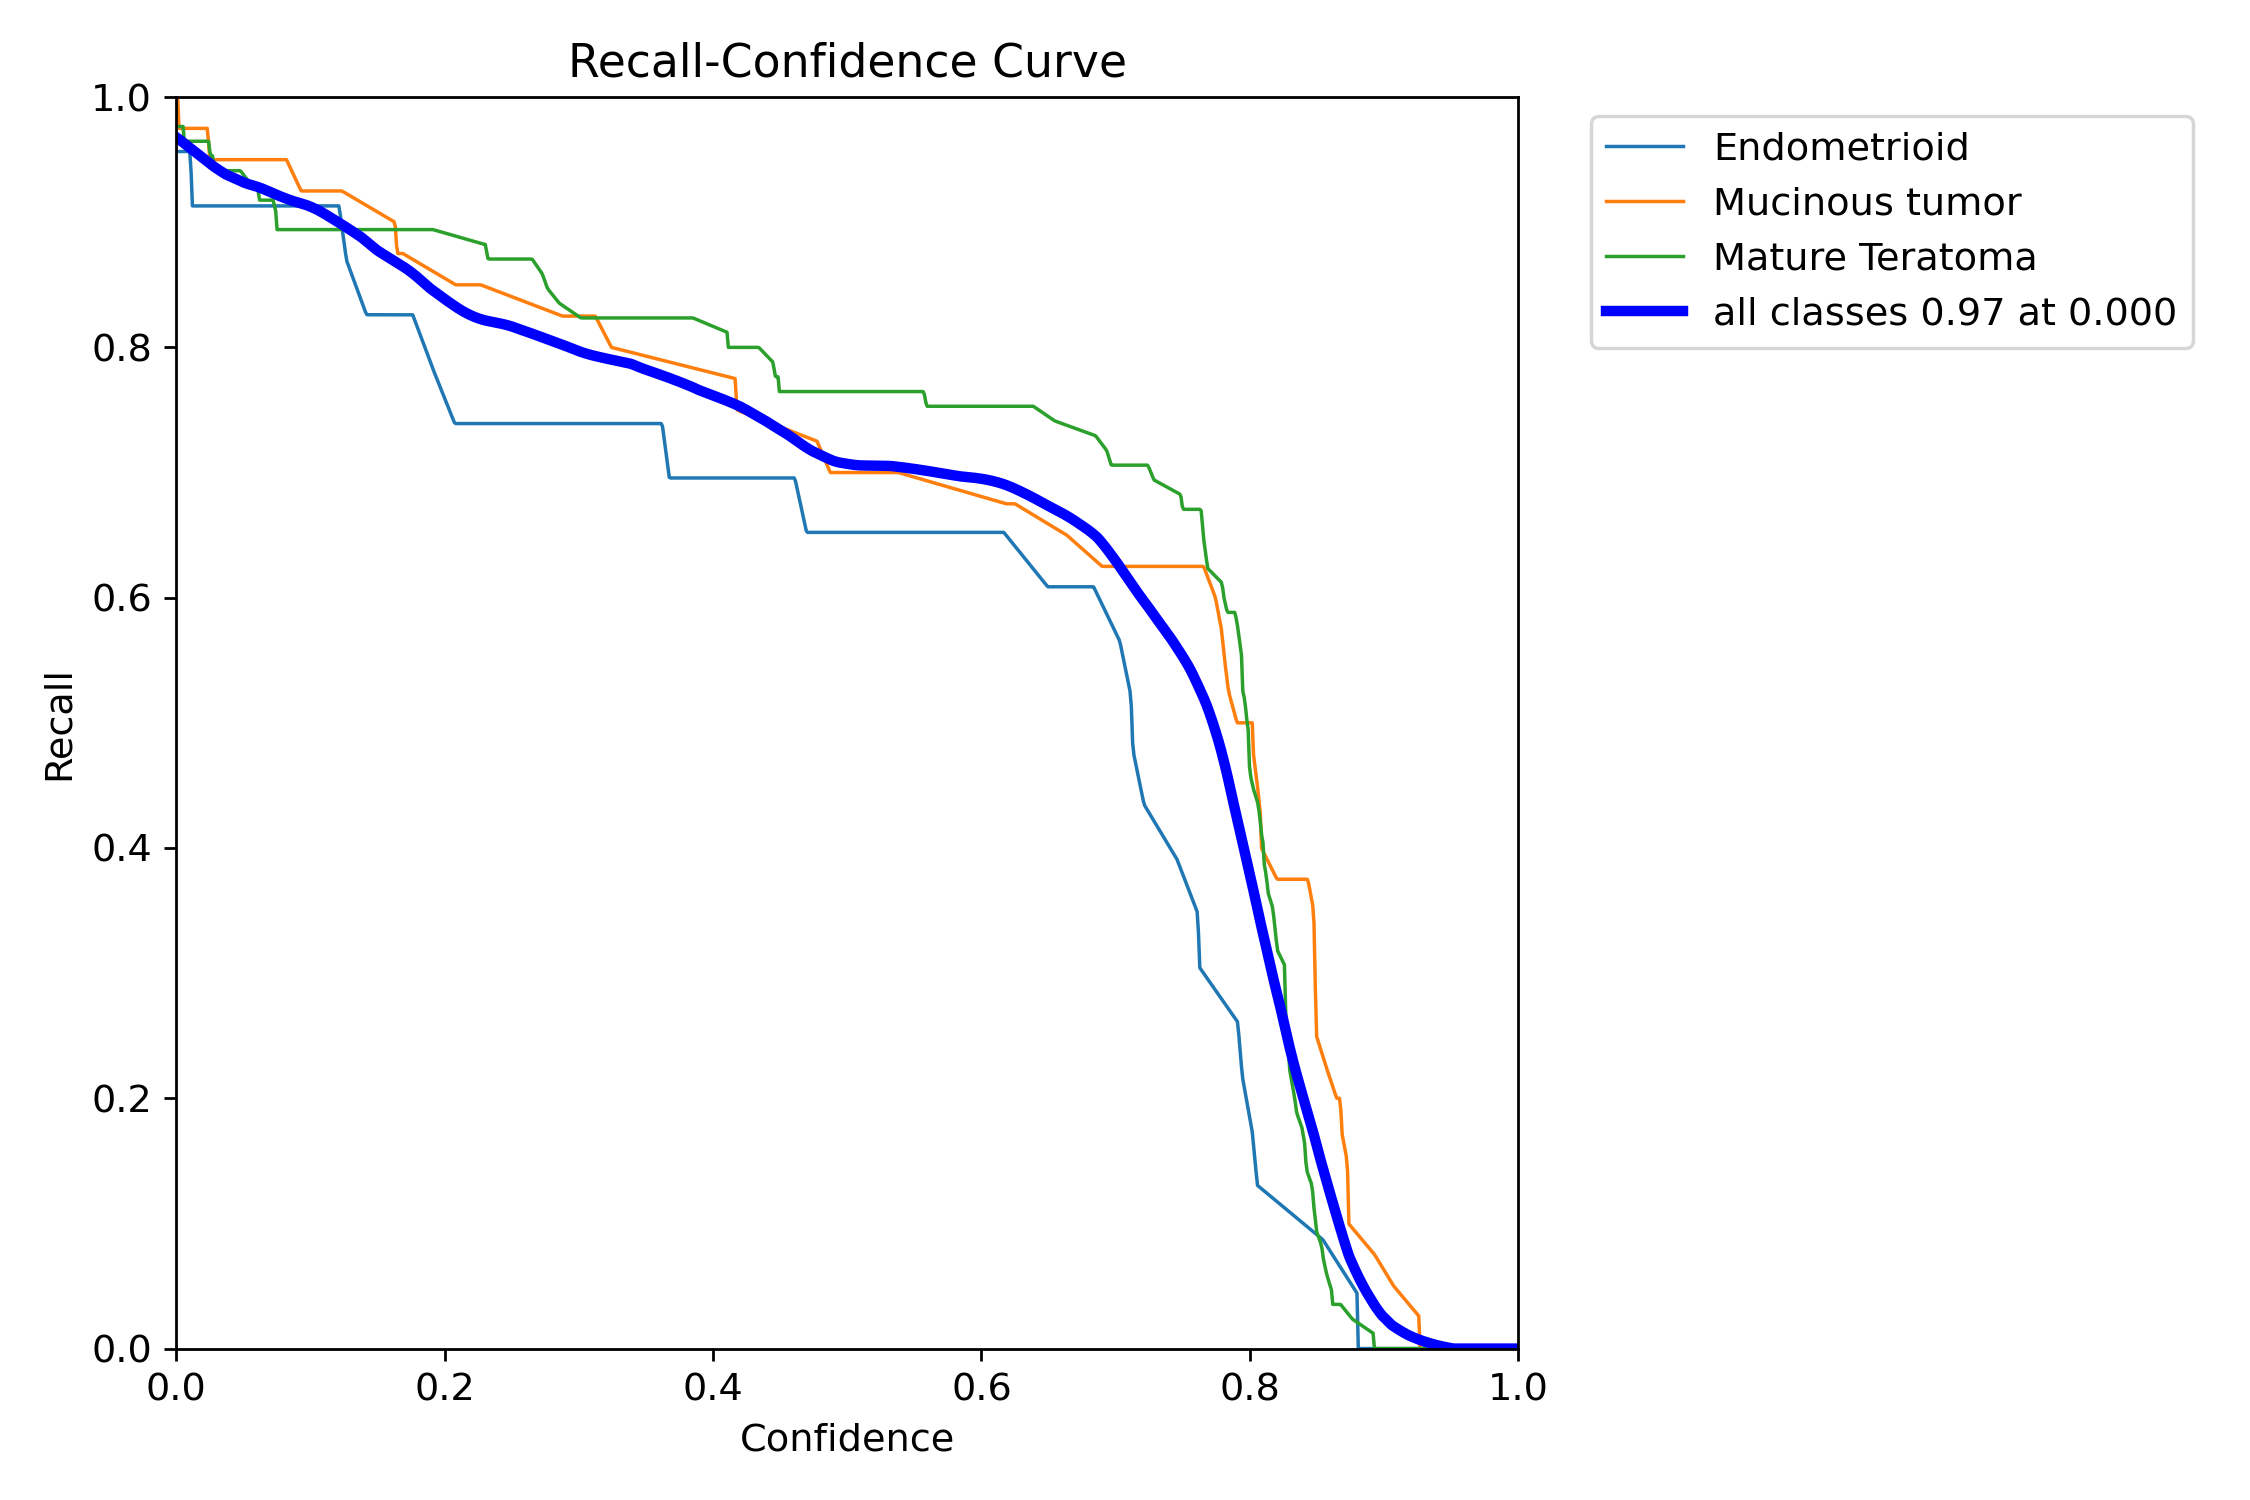 Recall-Confidence Curve
1.0
0.8
0.6
0.4
0.2
0.0
Recall
0.0 0.2 0.4 0.6 0.8 1.0
Confidence
Endometrioid
Mucinous tumor
Mature Teratoma
all classes 0.97 at 0.000